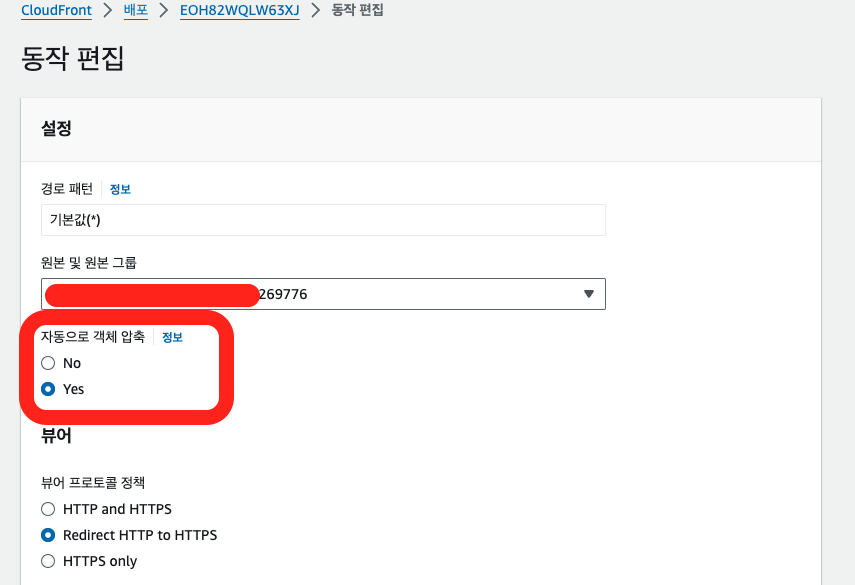 CloudFront > 배포 > EOH82WQLW63XJ > 동작 편집
동작 편집
설정
경로 패턴 정보
기본값(*)
원본 및 원본 그룹
269776
자동으로 객체 압축 정보
No
Yes
뷰어
뷰어 프로토콜 정책
HTTP and HTTPS
Redirect HTTP to HTTPS
HTTPS only